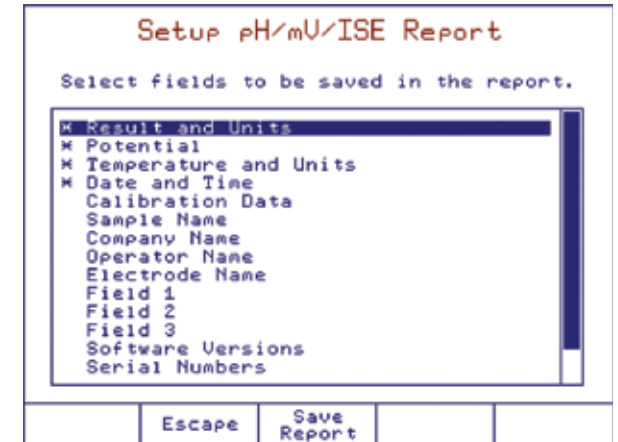 Setup pH/mV/ISE Report
Select fields to be saved in the report.
* Result and Units
* Potential
* Temperature and Units
* Date and Time
Calibration Data
Sample Name
Company Name
Operator Name
Electrode Name
Field 1
Field 2
Field 3
Software Versions
Serial Numbers
Escape
Save
Report